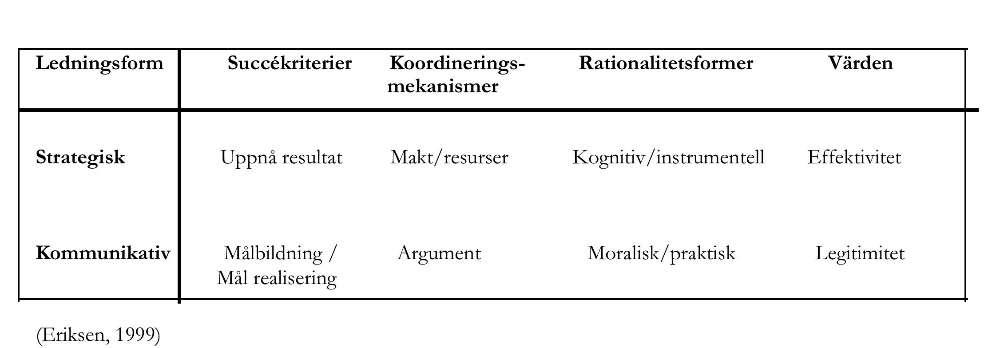 Ledningsform Succékriterier Koordinerings- Rationalitetsformer Värden
mekanismer
Strategisk Uppnå resultat Makt/resurser Kognitiv/instrumentell Effektivitet
Kommunikativ Målbildning / Argument Moralisk/praktisk Legitimitet
Mål realisering
(Eriksen, 1999)